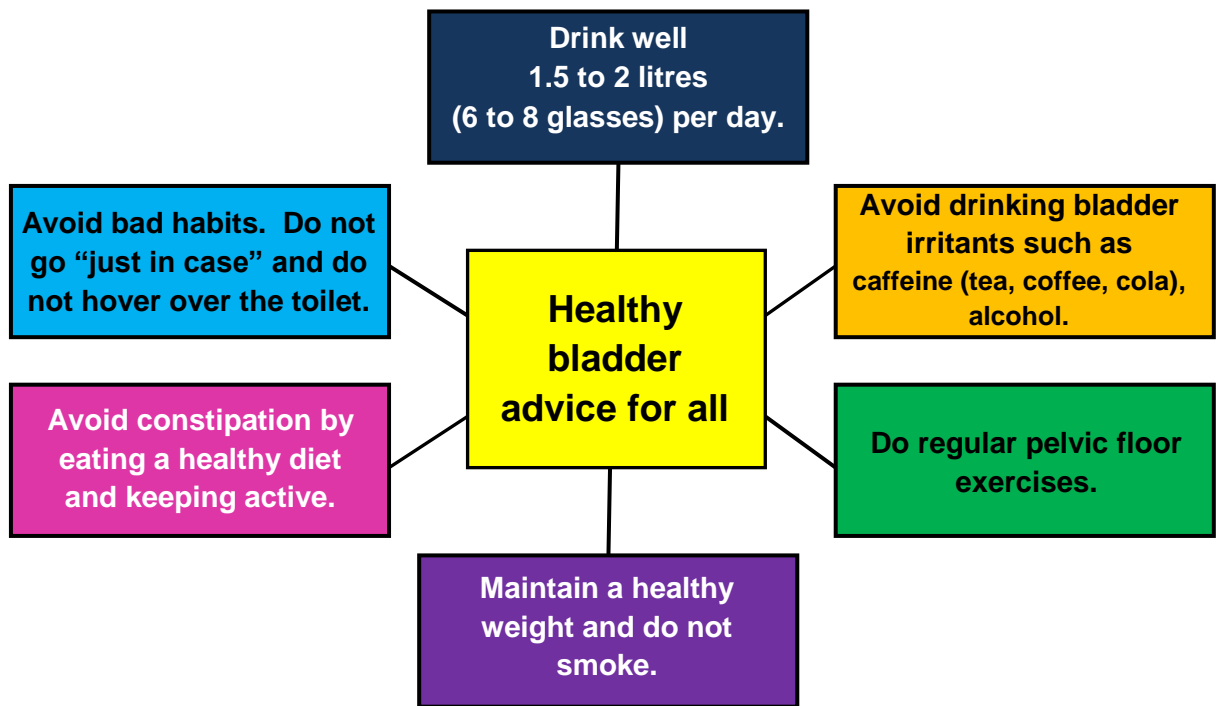 Drink well
1.5 to 2 litres
(6 to 8 glasses) per day.
Avoid bad habits.  Do not
go “just in case” and do
not hover over the toilet.
Avoid drinking bladder
irritants such as
caffeine (tea, coffee, cola),
alcohol.
Healthy
bladder
advice for all
Avoid constipation by
eating a healthy diet
and keeping active.
Do regular pelvic floor
exercises.
Maintain a healthy
weight and do not
smoke.